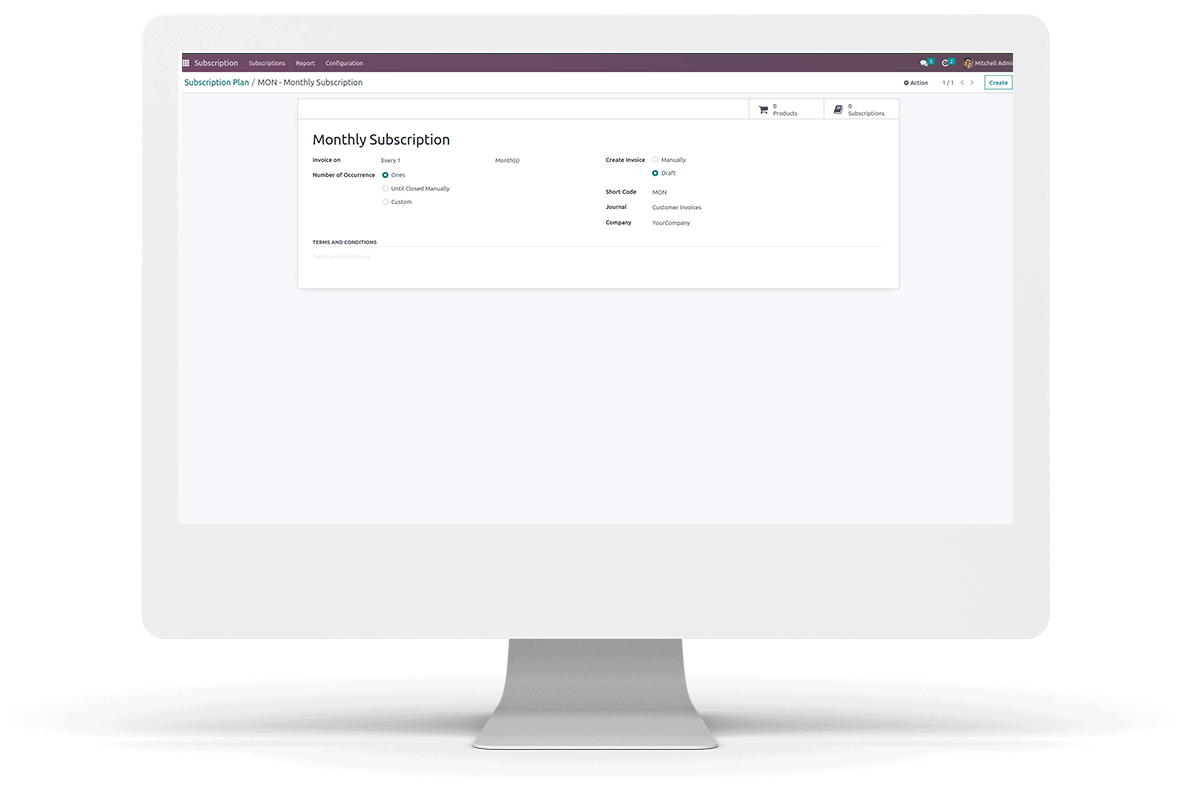 Subscription Subscriptions Report Configuration 5 2 Mitchell Admi
Subscription Plan / MON - Monthly Subscription Action 1 / 1 Create
0 Products 0 Subscriptions
Monthly Subscription
Invoice on Every 1 Month(s) Create Invoice Manually
Number of Occurrence Ones Draft
Until Closed Manually Short Code MON
Custom Journal Customer Invoices
Company YourCompany
TERMS AND CONDITIONS
Terms and conditions...